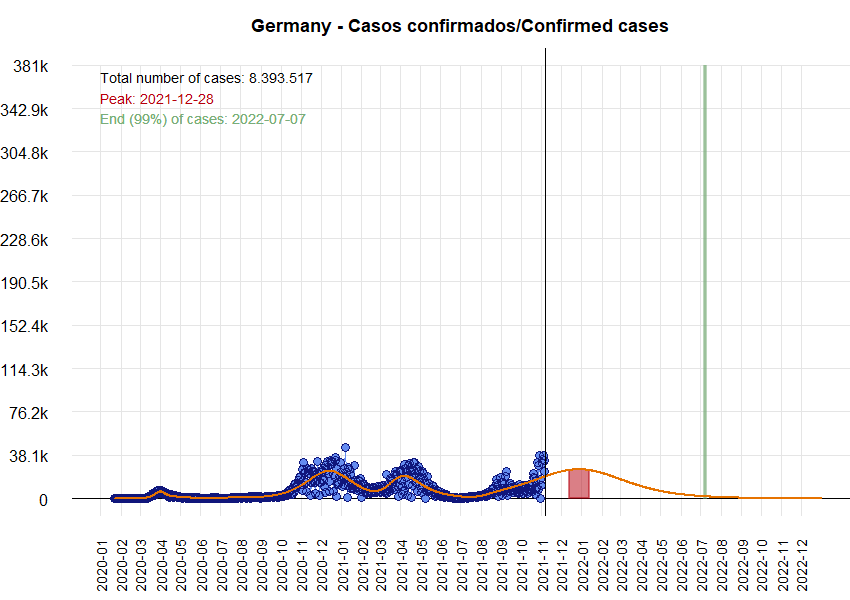 Germany - Casos confirmados/Confirmed cases
381k
342.9k
304.8k
266.7k
228.6k
190.5k
152.4k
114.3k
76.2k
38.1k
0
Total number of cases: 8.393.517
Peak: 2021-12-28
End (99%) of cases: 2022-07-07
2020-01
2020-02
2020-03
2020-04
2020-05
2020-06
2020-07
2020-08
2020-09
2020-10
2020-11
2020-12
2021-01
2021-02
2021-03
2021-04
2021-05
2021-06
2021-07
2021-08
2021-09
2021-10
2021-11
2021-12
2022-01
2022-02
2022-03
2022-04
2022-05
2022-06
2022-07
2022-08
2022-09
2022-10
2022-11
2022-12